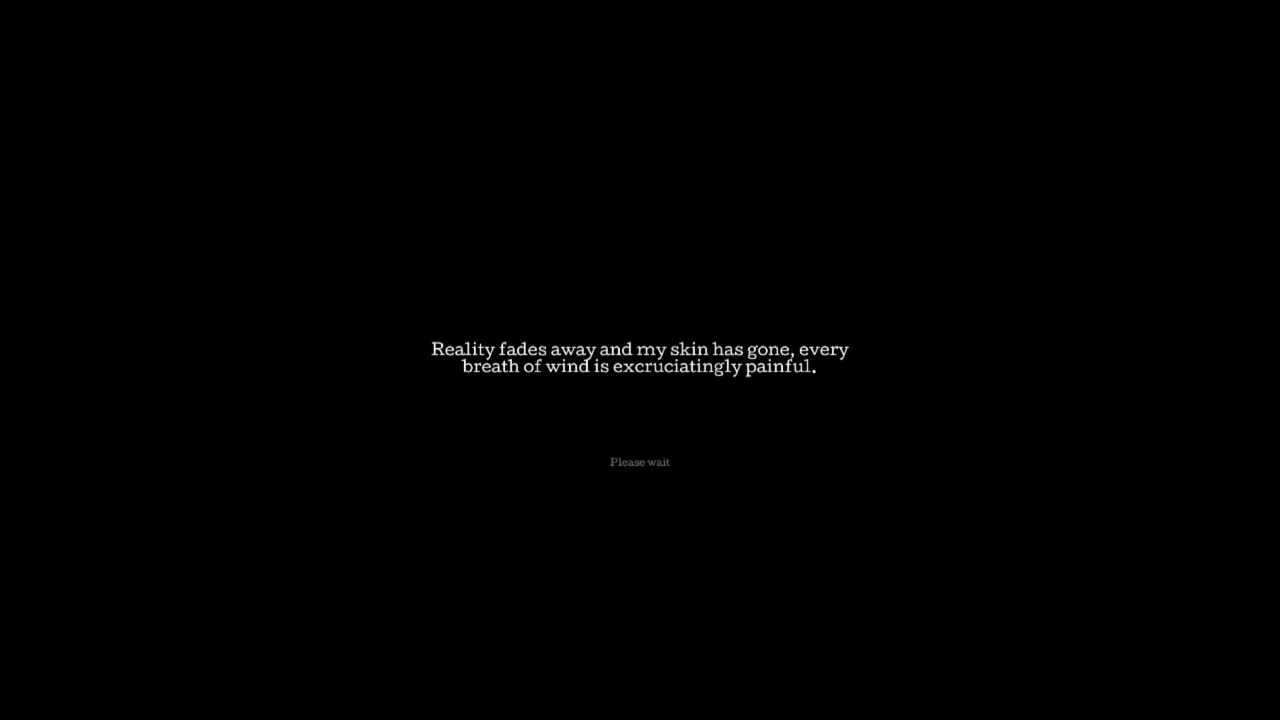 Reality fades away and my skin has gone, every
breath of wind is excruciatingly painful.
Please wait